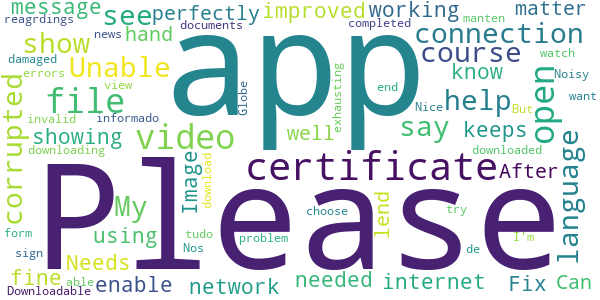 message
reagardings
see
perfectly
improved
working
matter
news
hand
documents
completed
manten
damaged
show
Unable
app
connection
course
errors
view
Globe
watch
know
Noisy
file
end
corrupted
invalid
informado
exhausting
Nice
But
want
open
help
showing
video
well
say
keeps
language
downloading
downloaded
Image
download
certificate
After
Please
My
lend
choose
try
I'm
form
using
tudo
problem
de
sign
Needs
able
Nos
fine
enable
network
needed
internet
Fix
Can
Downloadable